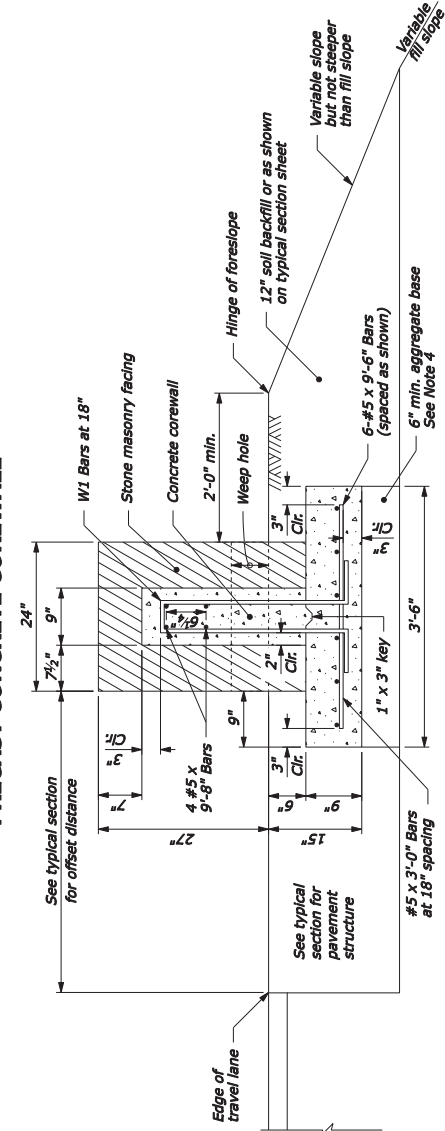 See typical section
for offset distance
24"
7½"
9"
W1 Bars at 18"
Stone masonry facing
Concrete corewall
2'-0" min.
Weep hole
Hinge of foreslope
12" soil backfill or as shown
on typical section sheet
Variable slope
but not steeper
than fill slope
Variable
fill slope
7"
3"
Clr.
27"
4 #5 x
9'-8" Bars
6¼"
Edge of
travel lane
See typical
section for
pavement
structure
15"
6"
9"
9"
3"
Clr.
2"
Clr.
3"
Clr.
3"
Clr.
6-#5 x 9'-6" Bars
(spaced as shown)
6" min. aggregate base
See Note 4
#5 x 3'-0" Bars
at 18" spacing
1" x 3" key
3'-6"